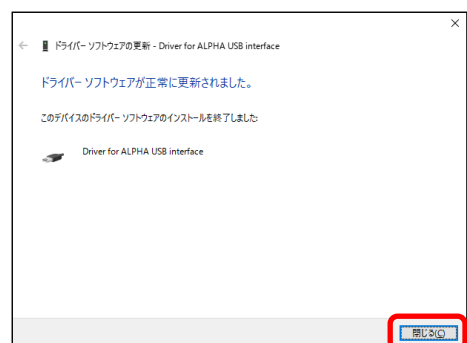 ドライバー ソフトウェアの更新 - Driver for ALPHA USB interface
ドライバー ソフトウェアが正常に更新されました。
このデバイスのドライバー ソフトウェアのインストールを終了しました:
Driver for ALPHA USB interface
閉じる(C)